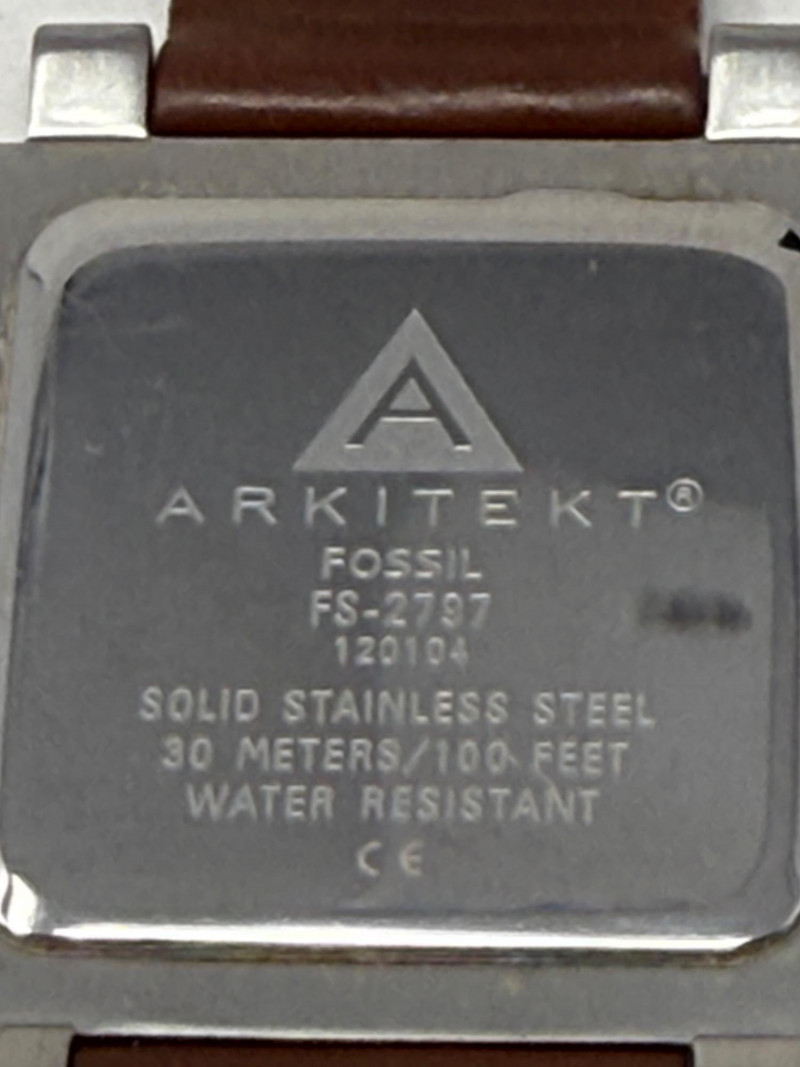 A
ARKITEKT®
FOSSIL
FS-2797
120104
SOLID STAINLESS STEEL
30 METERS/100 FEET
WATER RESISTANT
CE